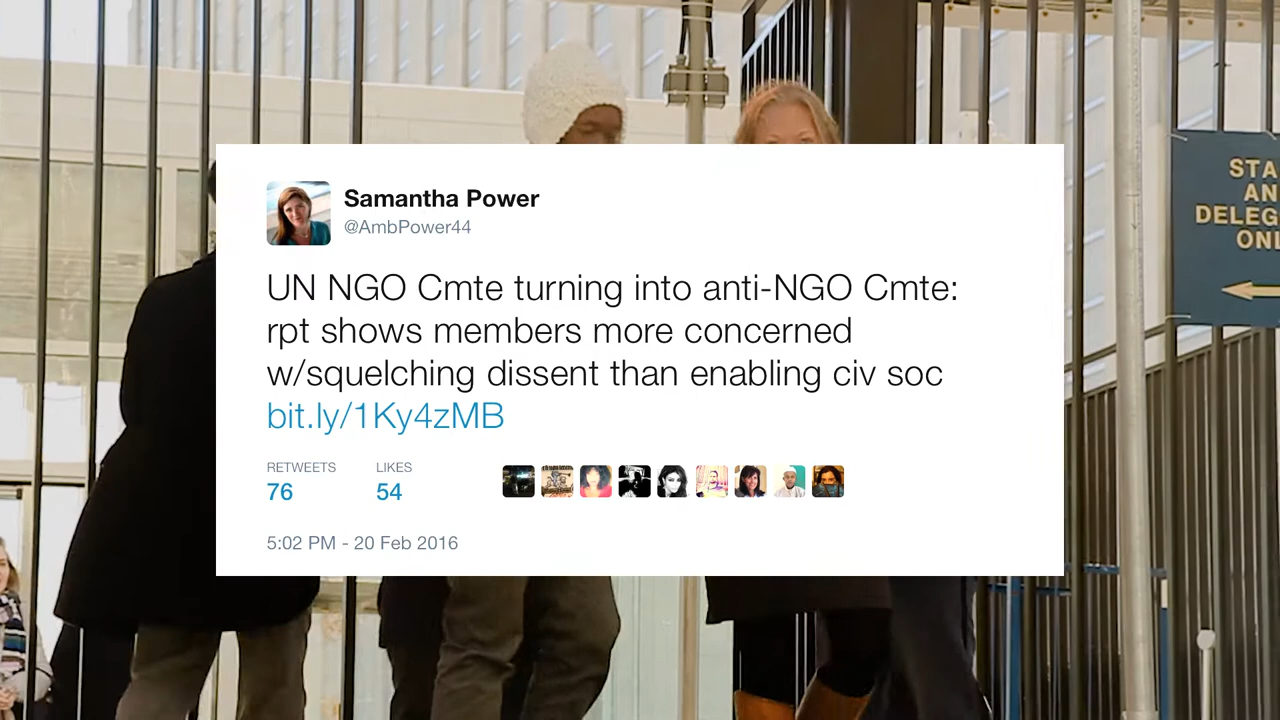 Samantha Power
@AmbPower44
UN NGO Cmte turning into anti-NGO Cmte:
rpt shows members more concerned
w/squelching dissent than enabling civ soc
bit.ly/1Ky4zMB
RETWEETS LIKES
76 54
5:02 PM - 20 Feb 2016
STA
AN
DELEG
ONL